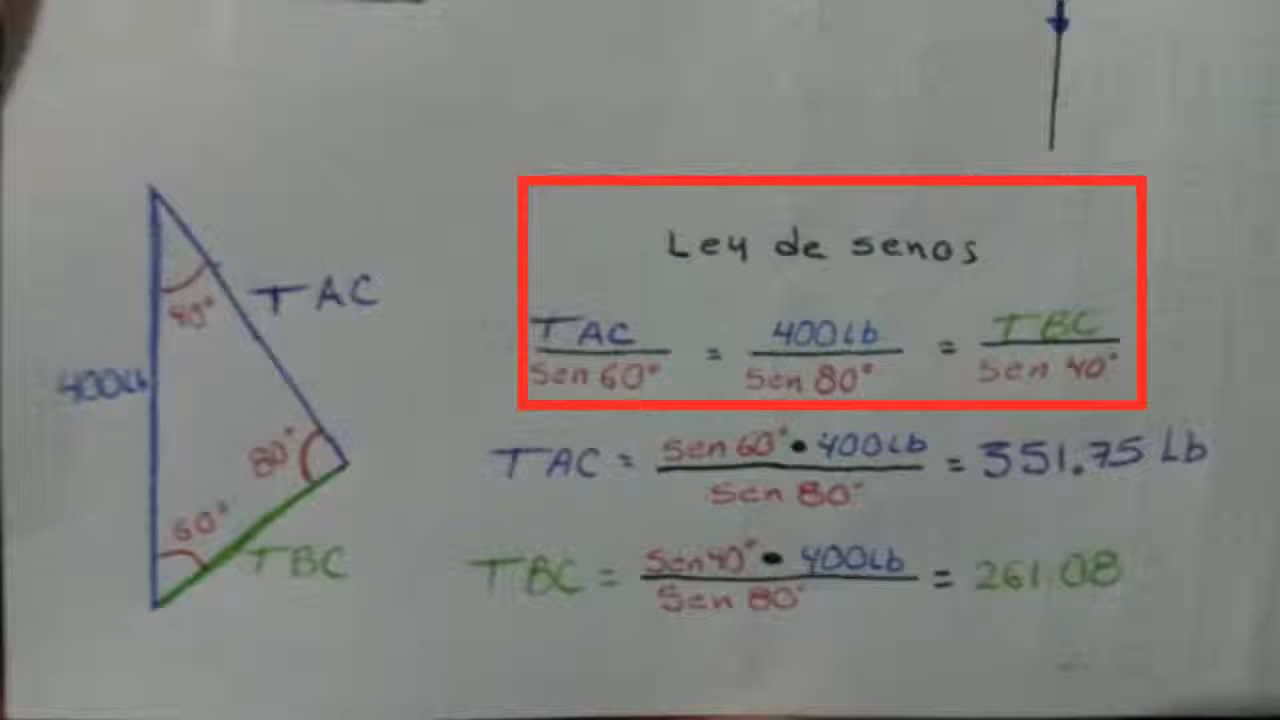 Ley de senos
TAC / Sen 60° = 400Lb / Sen 80° = TBC / Sen 40°
TAC = Sen 60° • 400Lb / Sen 80° = 351.75 Lb
TBC = Sen 40° • 400Lb / Sen 80° = 261.08
40°
TAC
400Lb
80°
60°
TBC